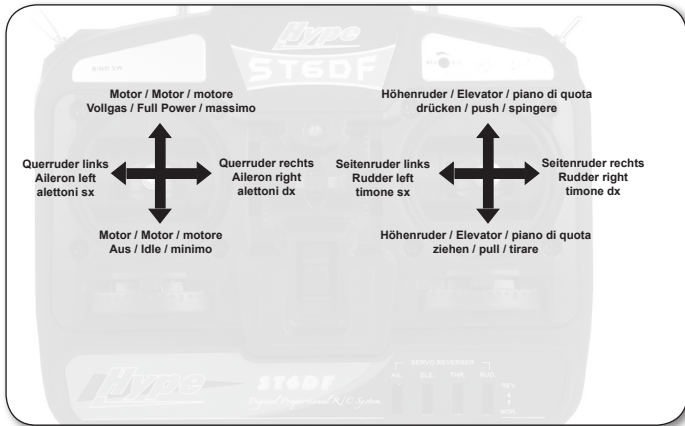 Hype
ST6DF
Motor / Motor / motore
Vollgas / Full Power / massimo
Querruder links
Aileron left
alettoni sx
Querruder rechts
Aileron right
alettoni dx
Motor / Motor / motore
Aus / Idle / minimo
Höhenruder / Elevator / piano di quota
drücken / push / spingere
Seitenruder links
Rudder left
timone sx
Seitenruder rechts
Rudder right
timone dx
Höhenruder / Elevator / piano di quota
ziehen / pull / tirare
Hype
ST6DF
Digital Proportional R/C System
SERVO REVERSER
ELE.
THR.
RUD.
REV.
NOR.